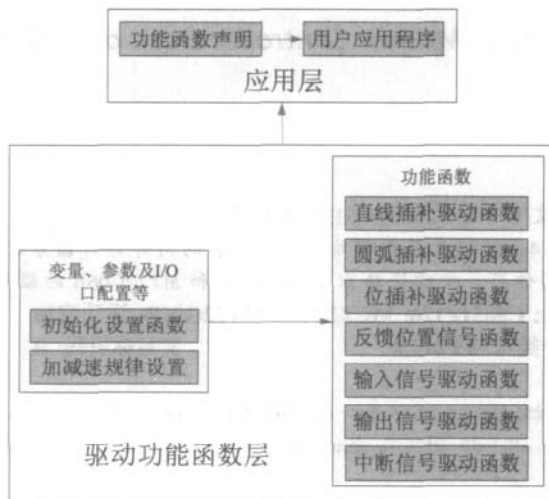 功能函数声明
用户应用程序
应用层
变量、参数及I/O
口配置等
初始化设置函数
加减速规律设置
驱动功能函数层
功能函数
直线插补驱动函数
圆弧插补驱动函数
位插补驱动函数
反馈位置信号函数
输入信号驱动函数
输出信号驱动函数
中断信号驱动函数